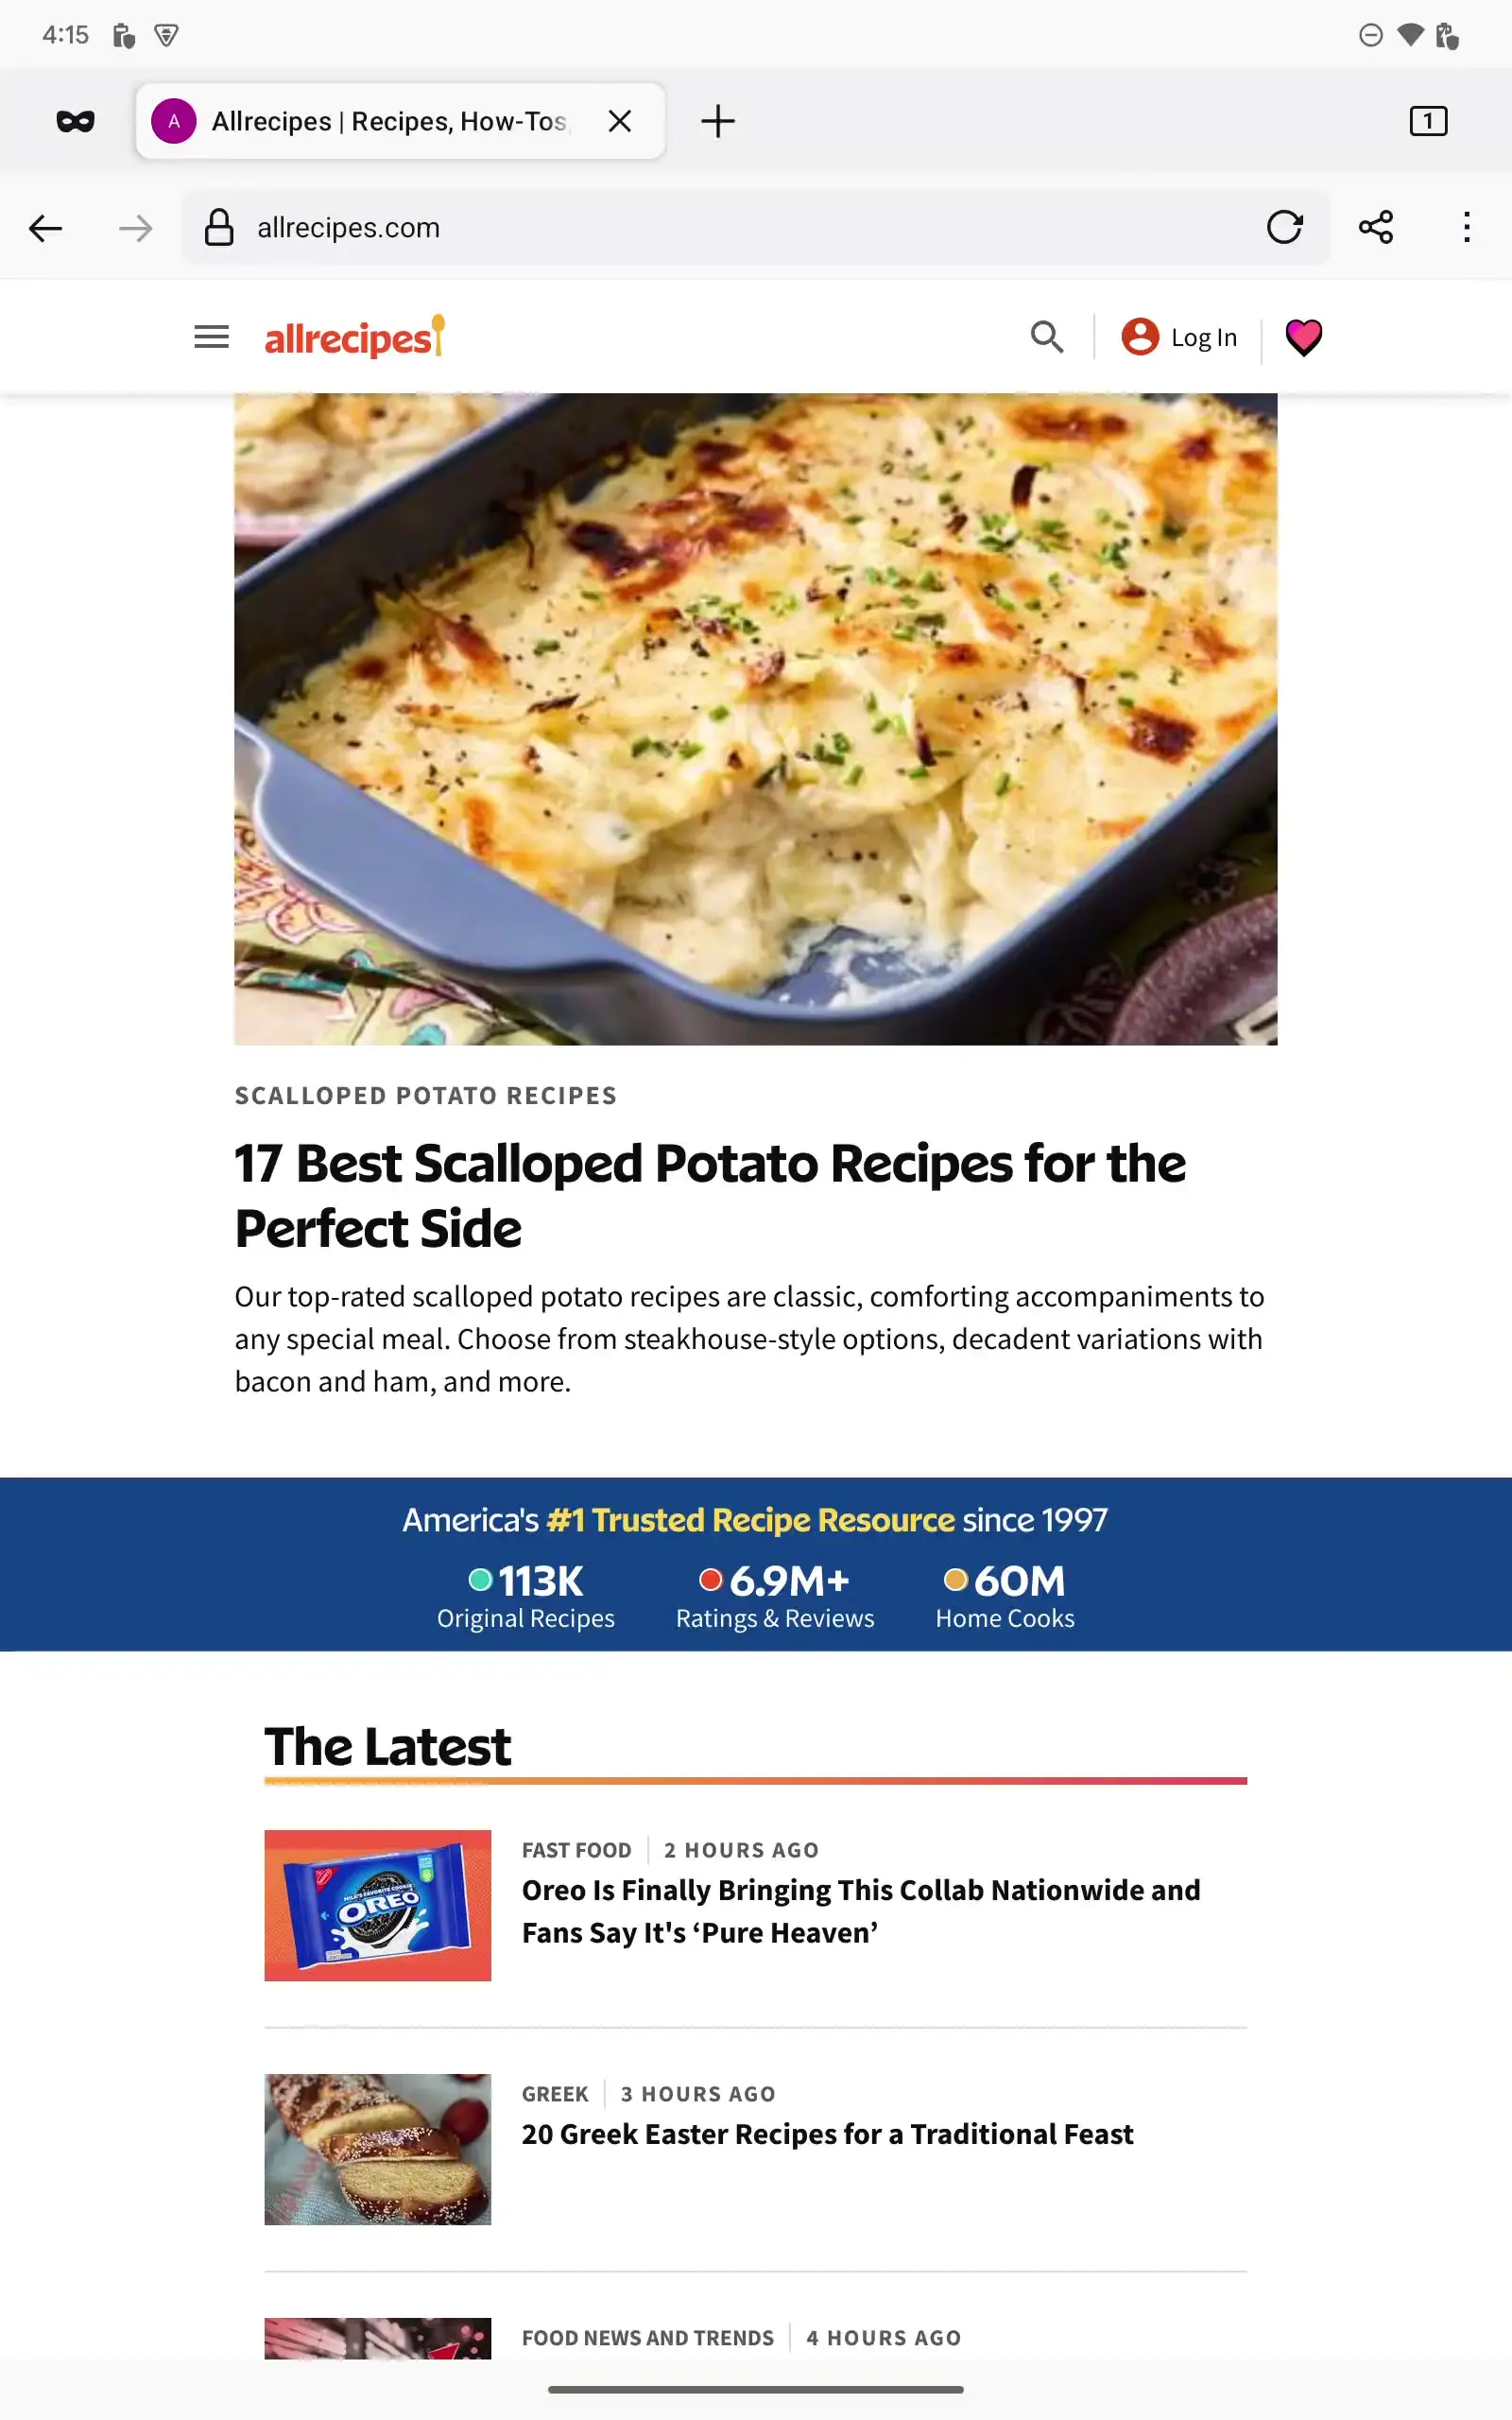 4:15
A
Allrecipes | Recipes, How-Tos
1
allrecipes.com
allrecipes
Log In
SCALLOPED POTATO RECIPES
17 Best Scalloped Potato Recipes for the
Perfect Side
Our top-rated scalloped potato recipes are classic, comforting accompaniments to
any special meal. Choose from steakhouse-style options, decadent variations with
bacon and ham, and more.
America's #1 Trusted Recipe Resource since 1997
113K
6.9M+
60M
Original Recipes
Ratings & Reviews
Home Cooks
The Latest
FAST FOOD
2 HOURS AGO
Oreo Is Finally Bringing This Collab Nationwide and
Fans Say It's ‘Pure Heaven’
MILK'S FAVORITE COOKIE
OREO
GREEK
3 HOURS AGO
20 Greek Easter Recipes for a Traditional Feast
FOOD NEWS AND TRENDS
4 HOURS AGO